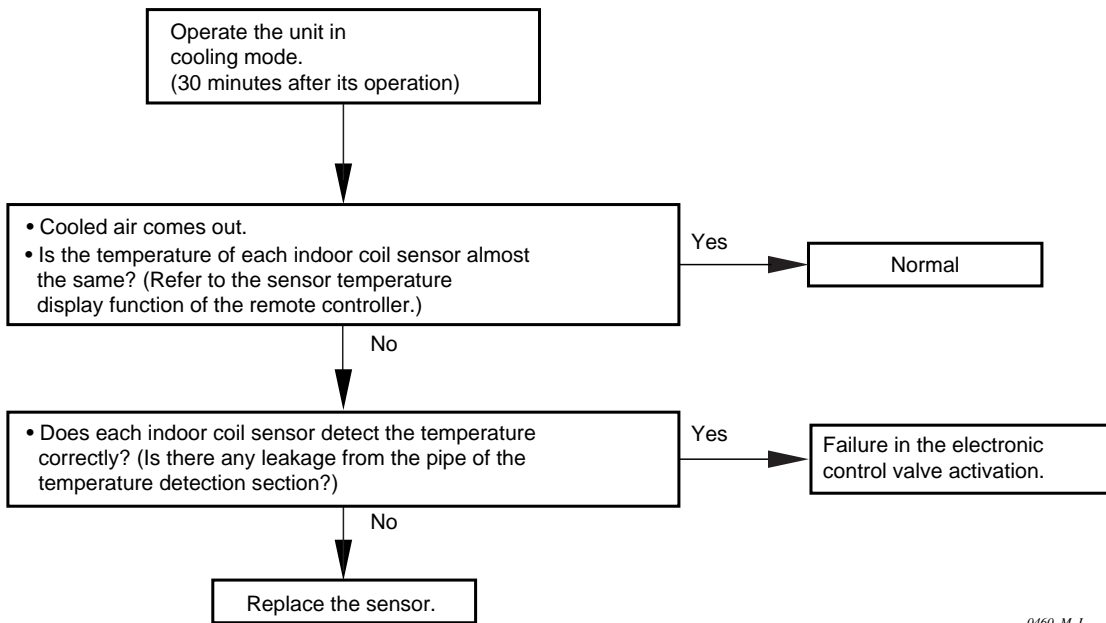 Operate the unit in
cooling mode.
(30 minutes after its operation)
• Cooled air comes out.
• Is the temperature of each indoor coil sensor almost
the same? (Refer to the sensor temperature
display function of the remote controller.)
Yes
Normal
No
• Does each indoor coil sensor detect the temperature
correctly? (Is there any leakage from the pipe of the
temperature detection section?)
Yes
Failure in the electronic
control valve activation.
No
Replace the sensor.
0460_M_I